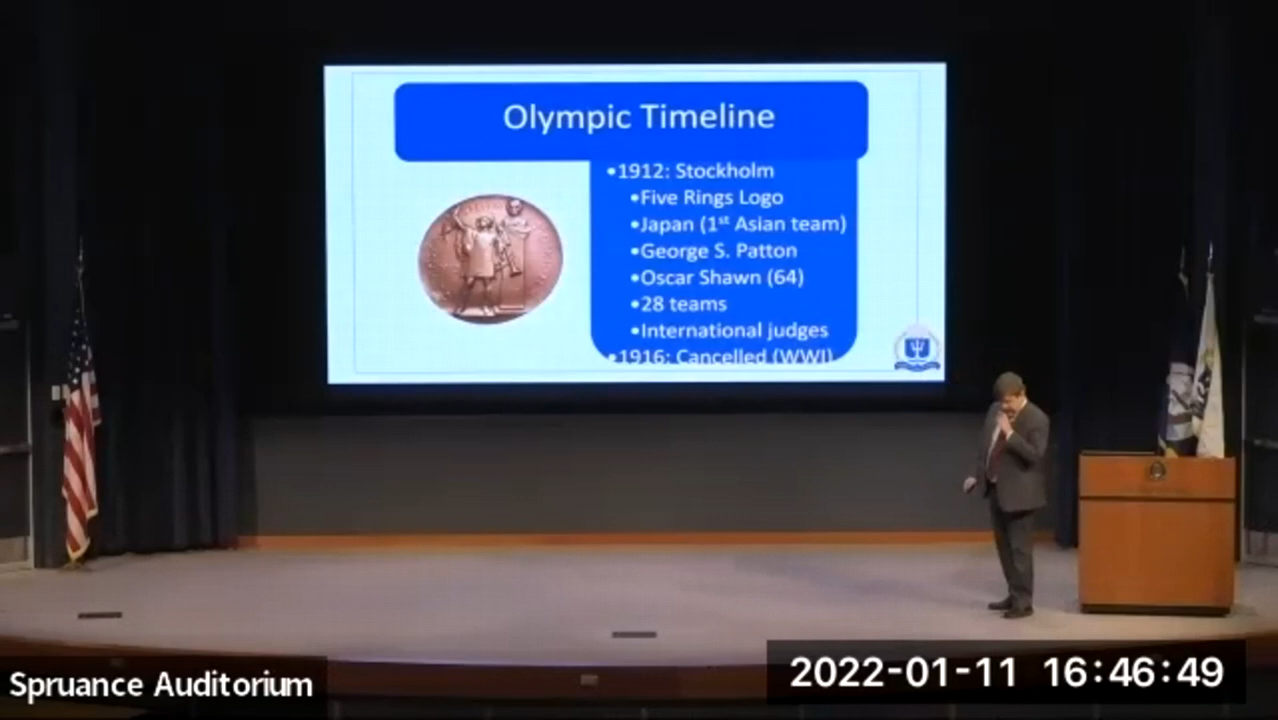 Olympic Timeline
•1912: Stockholm
•Five Rings Logo
•Japan (1st Asian team)
•George S. Patton
•Oscar Shawn (64)
•28 teams
•International judges
•1916: Cancelled (WWI)
Spruance Auditorium
2022-01-11 16:46:49